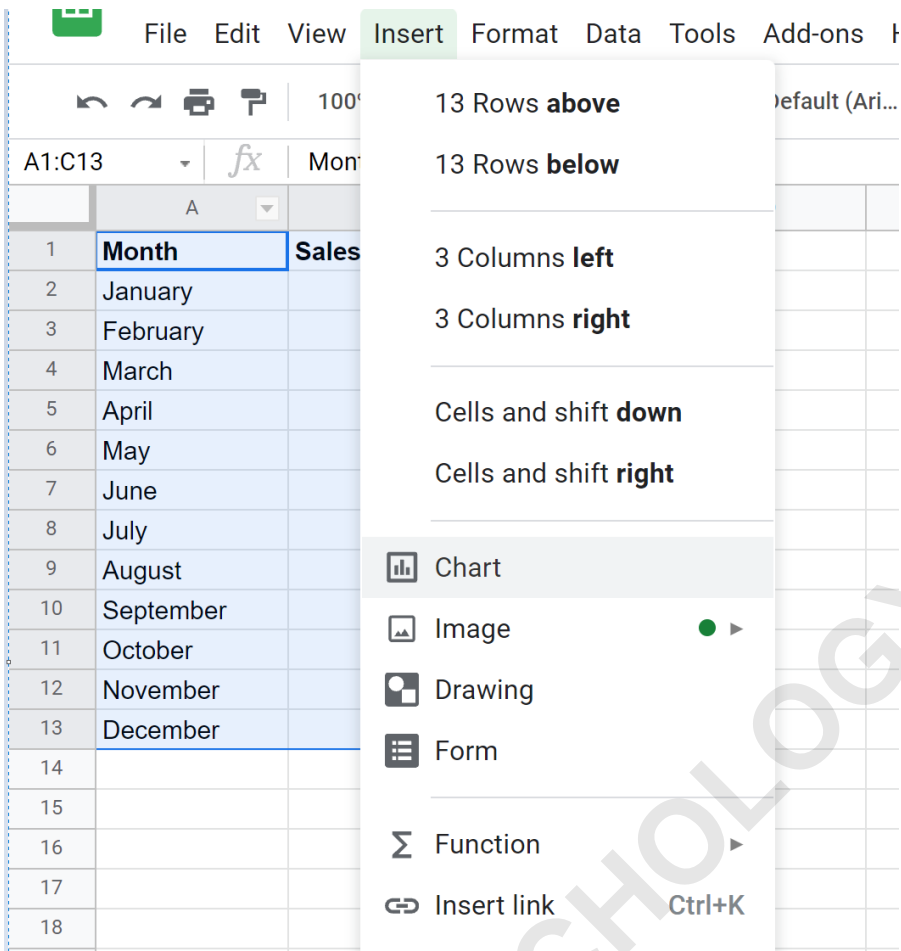 File Edit View Insert Format Data Tools Add-ons H
100%
Default (Ari...
A1:C13 fx Mont
A
1 Month Sales
2 January
3 February
4 March
5 April
6 May
7 June
8 July
9 August
10 September
11 October
12 November
13 December
14
15
16
17
18
13 Rows above
13 Rows below
3 Columns left
3 Columns right
Cells and shift down
Cells and shift right
Chart
Image
Drawing
Form
Σ Function
Insert link Ctrl+K
CHOLOGY